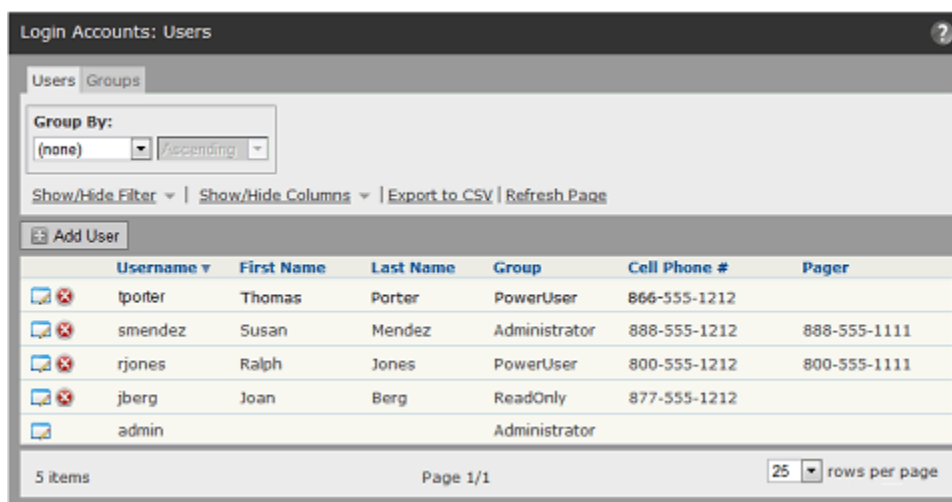 Login Accounts: Users
?
Users Groups
Group By:
(none) Ascending
Show/Hide Filter | Show/Hide Columns | Export to CSV | Refresh Page
Add User
Username First Name Last Name Group Cell Phone # Pager
tporter Thomas Porter PowerUser 866-555-1212
smendez Susan Mendez Administrator 888-555-1212 888-555-1111
rjones Ralph Jones PowerUser 800-555-1212 800-555-1111
jberg Joan Berg ReadOnly 877-555-1212
admin Administrator
5 items Page 1/1 25 rows per page